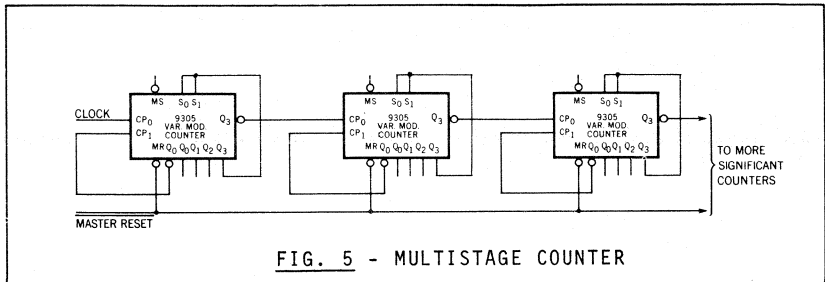 CLOCK
MS S0 S1
CP0 9305 Q3
CP1 VAR. MOD.
COUNTER
MR Q0 Q0 Q1 Q2 Q3
MS S0 S1
CP0 9305 Q3
CP1 VAR. MOD.
COUNTER
MR Q0 Q0 Q1 Q2 Q3
MS S0 S1
CP0 9305 Q3
CP1 VAR. MOD.
COUNTER
MR Q0 Q0 Q1 Q2 Q3
TO MORE
SIGNIFICANT
COUNTERS
MASTER RESET
FIG. 5 - MULTISTAGE COUNTER